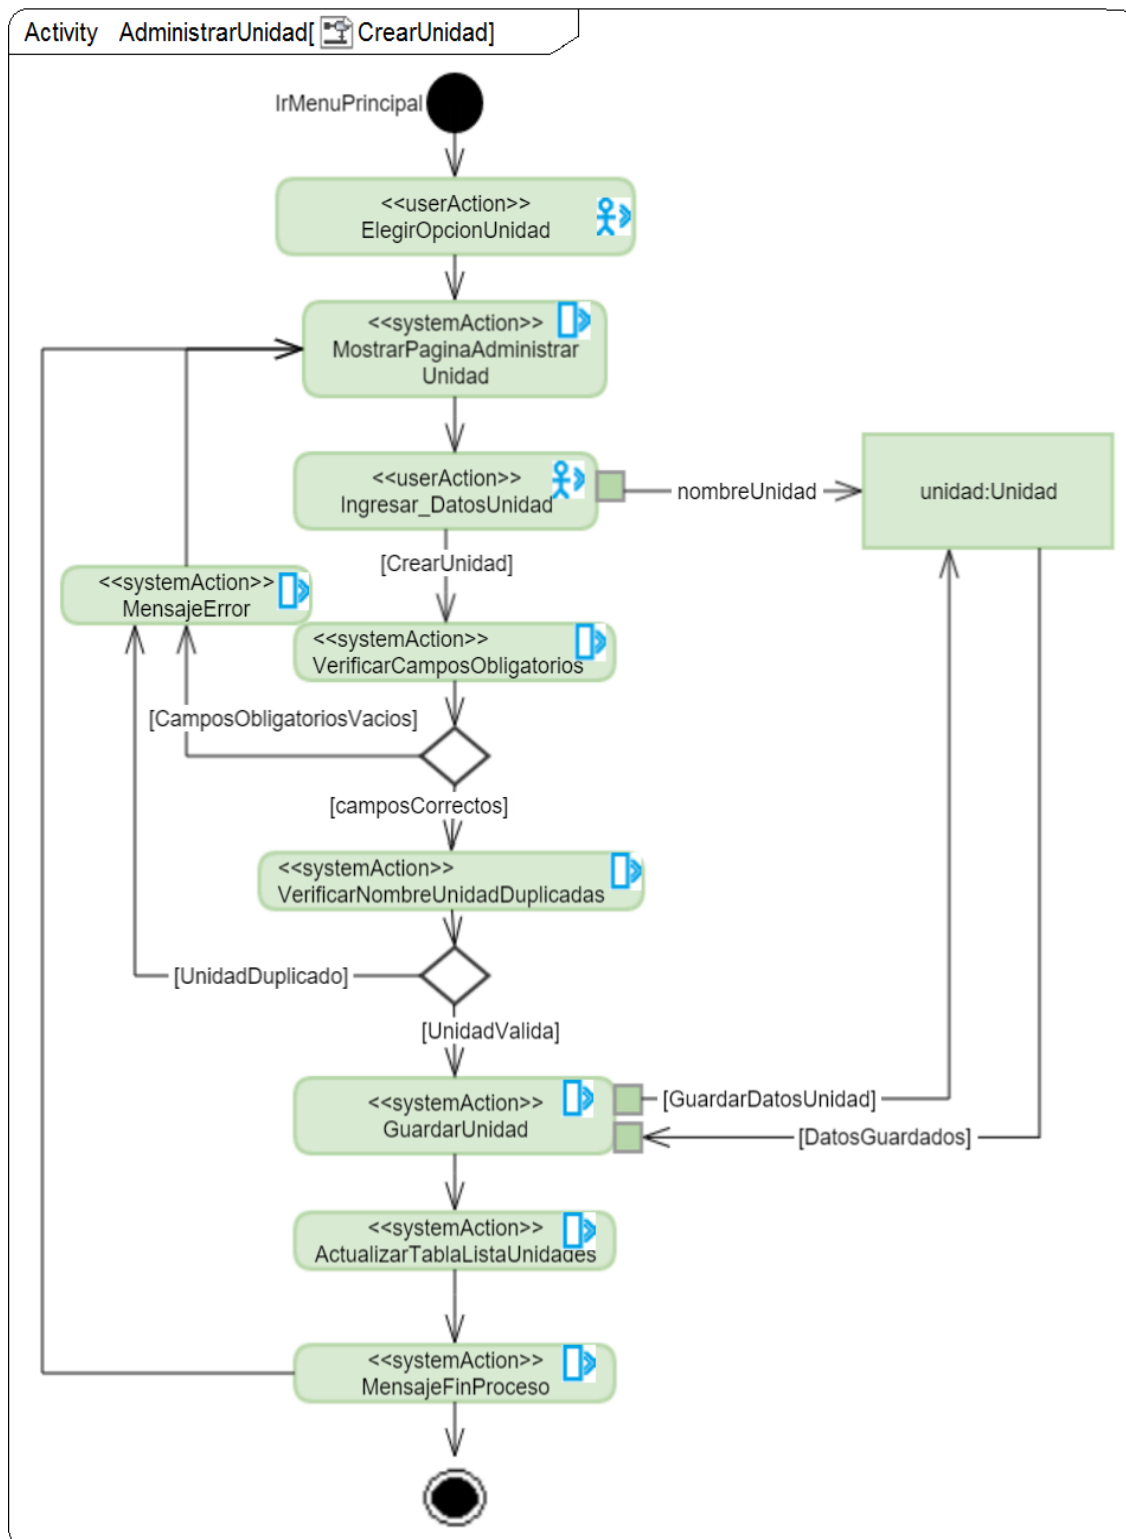 Activity AdministrarUnidad[ CrearUnidad]
IrMenuPrincipal
<<userAction>>
ElegirOpcionUnidad
<<systemAction>>
MostrarPaginaAdministrar
Unidad
<<userAction>>
Ingresar_DatosUnidad
nombreUnidad
unidad:Unidad
[CrearUnidad]
<<systemAction>>
MensajeError
<<systemAction>>
VerificarCamposObligatorios
[CamposObligatoriosVacios]
[camposCorrectos]
<<systemAction>>
VerificarNombreUnidadDuplicadas
[UnidadDuplicado]
[UnidadValida]
<<systemAction>>
GuardarUnidad
[GuardarDatosUnidad]
[DatosGuardados]
<<systemAction>>
ActualizarTablaListaUnidades
<<systemAction>>
MensajeFinProceso